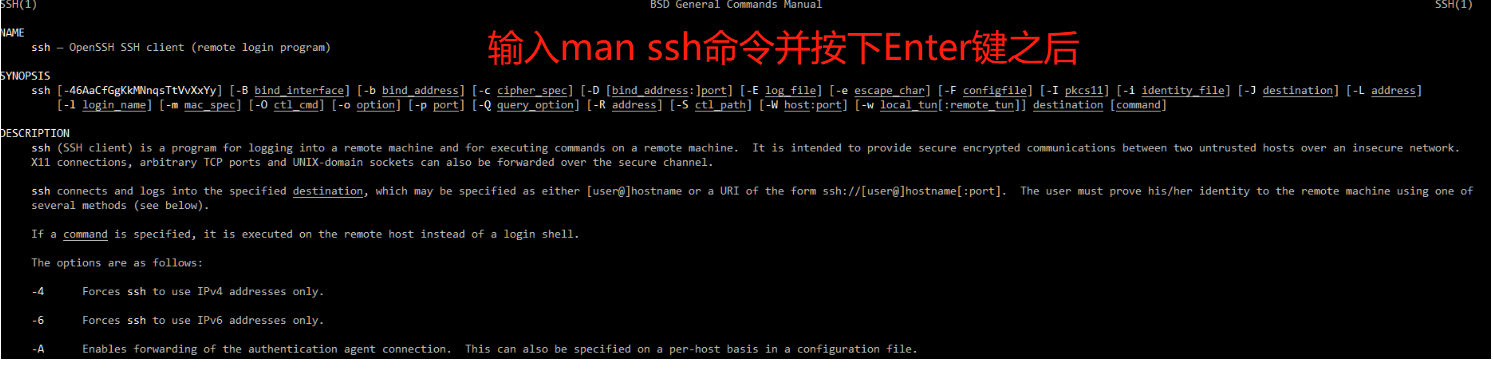 SSH(1) BSD General Commands Manual SSH(1)
NAME
输入man ssh命令并按下Enter键之后
ssh — OpenSSH SSH client (remote login program)
SYNOPSIS
ssh [-46AaCfGgKkMNnqsTtVvXxYy] [-B bind_interface] [-b bind_address] [-c cipher_spec] [-D [bind_address:]port] [-E log_file] [-e escape_char] [-F configfile] [-I pkcs11] [-i identity_file] [-J destination] [-L address]
[-l login_name] [-m mac_spec] [-O ctl_cmd] [-o option] [-p port] [-Q query_option] [-R address] [-S ctl_path] [-W host:port] [-w local_tun[:remote_tun]] destination [command]
DESCRIPTION
ssh (SSH client) is a program for logging into a remote machine and for executing commands on a remote machine. It is intended to provide secure encrypted communications between two untrusted hosts over an insecure network.
X11 connections, arbitrary TCP ports and UNIX-domain sockets can also be forwarded over the secure channel.
ssh connects and logs into the specified destination, which may be specified as either [user@]hostname or a URI of the form ssh://[user@]hostname[:port]. The user must prove his/her identity to the remote machine using one of
several methods (see below).
If a command is specified, it is executed on the remote host instead of a login shell.
The options are as follows:
-4 Forces ssh to use IPv4 addresses only.
-6 Forces ssh to use IPv6 addresses only.
-A Enables forwarding of the authentication agent connection. This can also be specified on a per-host basis in a configuration file.